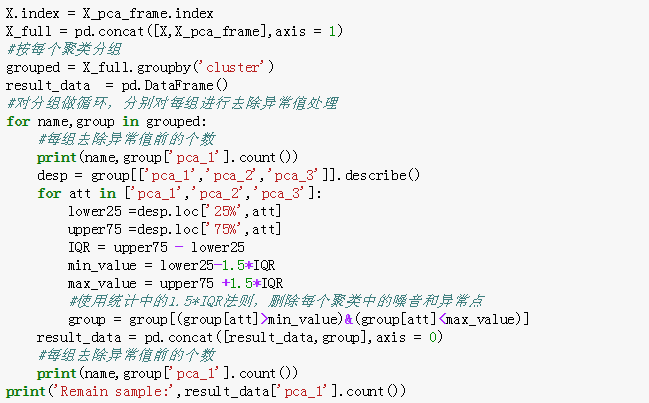 X.index = X_pca_frame.index
X_full = pd.concat([X,X_pca_frame],axis = 1)
#按每个聚类分组
grouped = X_full.groupby('cluster')
result_data  = pd.DataFrame()
#对分组做循环，分别对每组进行去除异常值处理
for name,group in grouped:
    #每组去除异常值前的个数
    print(name,group['pca_1'].count())
    desp = group[['pca_1','pca_2','pca_3']].describe()
    for att in ['pca_1','pca_2','pca_3']:
        lower25 =desp.loc['25%',att]
        upper75 =desp.loc['75%',att]
        IQR = upper75 - lower25
        min_value = lower25-1.5*IQR
        max_value = upper75 +1.5*IQR
        #使用统计中的1.5*IQR法则，删除每个聚类中的噪音和异常点
        group = group[(group[att]>min_value)&(group[att]<max_value)]
    result_data = pd.concat([result_data,group],axis = 0)
    #每组去除异常值前的个数
    print(name,group['pca_1'].count())
print('Remain sample:',result_data['pca_1'].count())